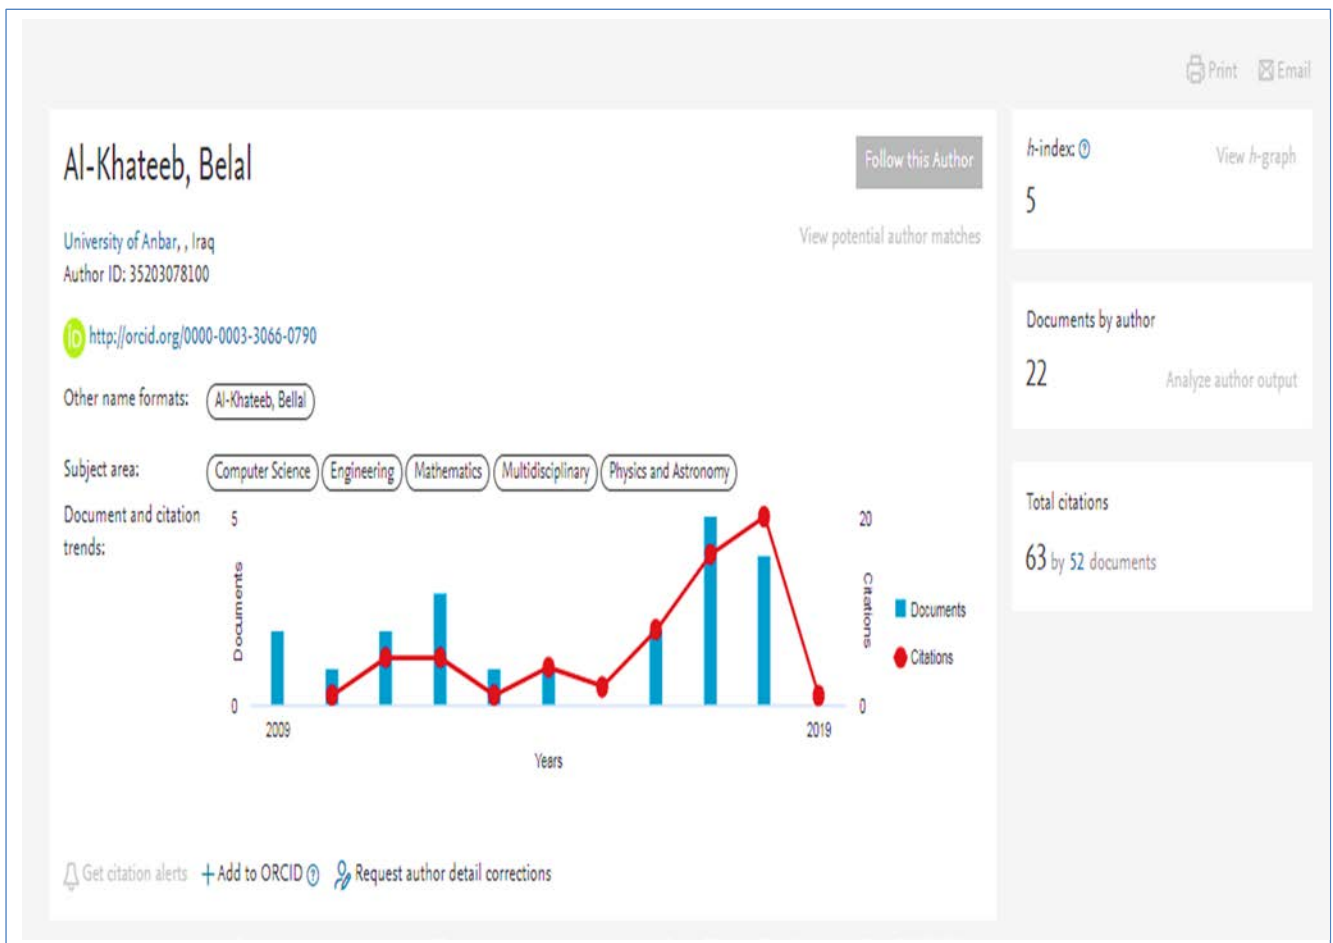 Print Email
Al-Khateeb, Belal
Follow this Author
University of Anbar, , Iraq
View potential author matches
Author ID: 35203078100
iD http://orcid.org/0000-0003-3066-0790
Other name formats: Al-Khateeb, Bellal
Subject area: Computer Science Engineering Mathematics Multidisciplinary Physics and Astronomy
Document and citation
trends:
5
0
Documents
2009
2019
Years
20
0
Citations
Documents
Citations
Get citation alerts + Add to ORCID ? Request author detail corrections
h-index: ? View h-graph
5
Documents by author
22 Analyze author output
Total citations
63 by 52 documents